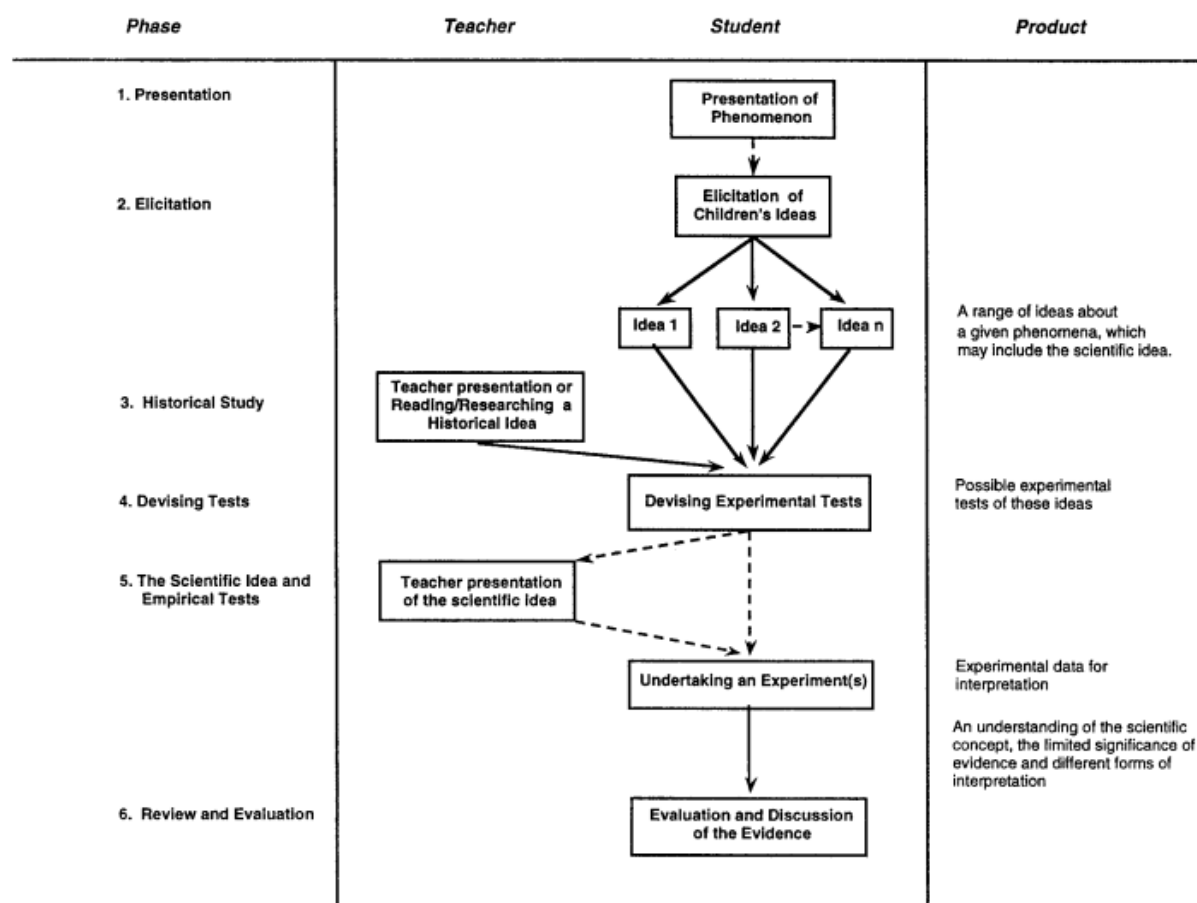 Phase Teacher Student Product
1. Presentation
Presentation of
Phenomenon
2. Elicitation
Elicitation of
Children's Ideas
Idea 1 Idea 2 Idea n
A range of ideas about
a given phenomena, which
may include the scientific idea.
3. Historical Study
Teacher presentation or
Reading/Researching a
Historical Idea
4. Devising Tests
Devising Experimental Tests
Possible experimental
tests of these ideas
5. The Scientific Idea and
Empirical Tests
Teacher presentation
of the scientific idea
Undertaking an Experiment(s)
Experimental data for
interpretation
An understanding of the scientific
concept, the limited significance of
evidence and different forms of
interpretation
6. Review and Evaluation
Evaluation and Discussion
of the Evidence